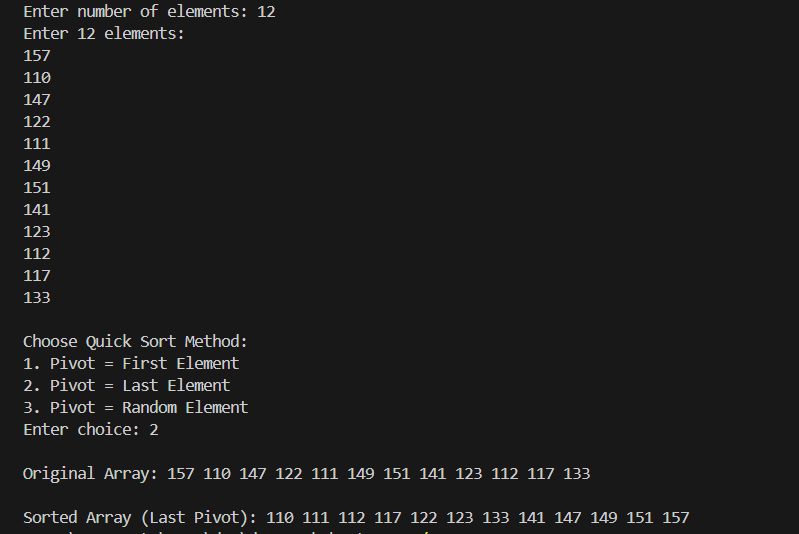 Enter number of elements: 12
Enter 12 elements:
157
110
147
122
111
149
151
141
123
112
117
133
Choose Quick Sort Method:
1. Pivot = First Element
2. Pivot = Last Element
3. Pivot = Random Element
Enter choice: 2
Original Array: 157 110 147 122 111 149 151 141 123 112 117 133
Sorted Array (Last Pivot): 110 111 112 117 122 123 133 141 147 149 151 157